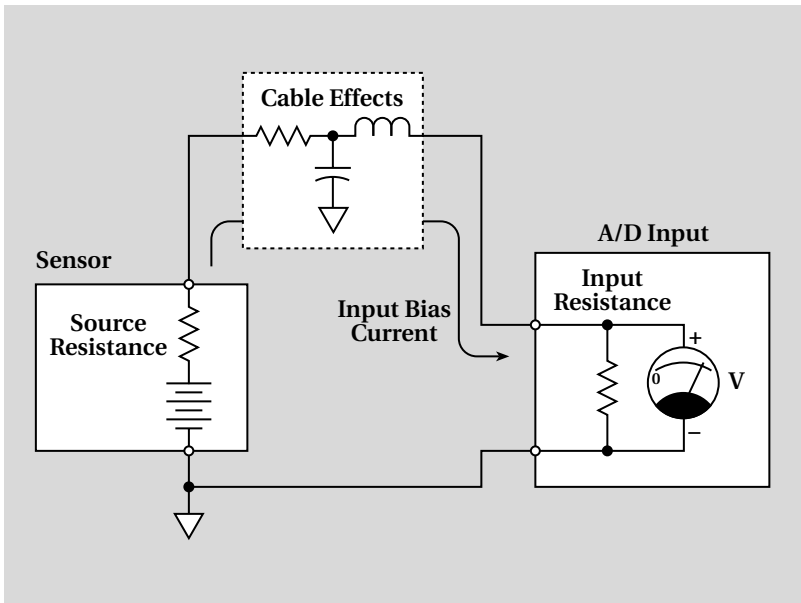 Cable Effects
A/D Input
Sensor
Input
Resistance
Source
Resistance
Input Bias
Current
+
0
V
−